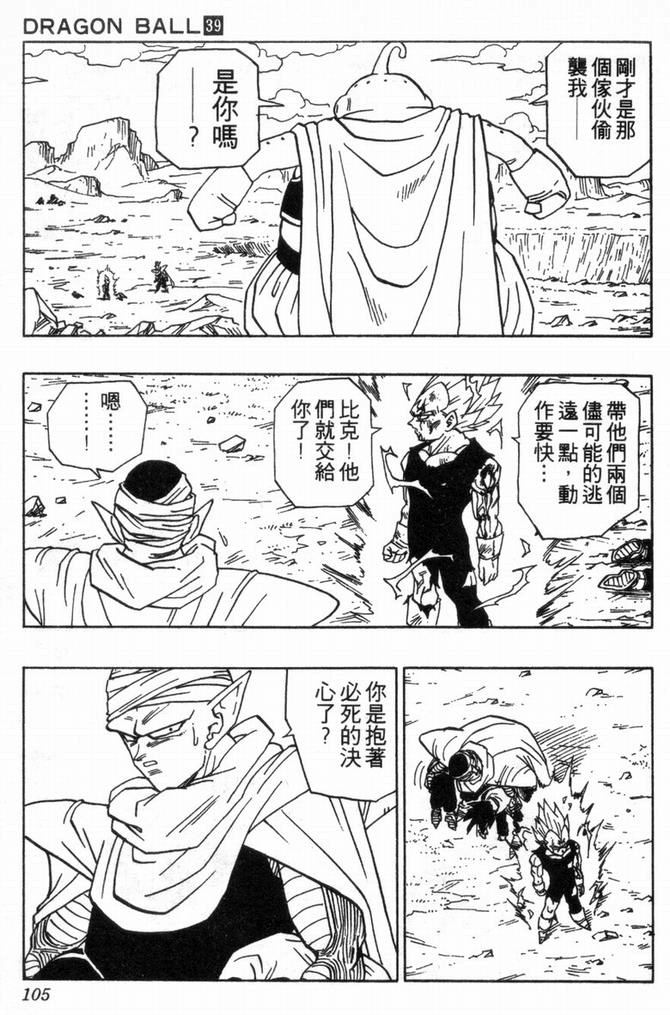 DRAGON BALL 39
剛才是那
個傢伙偷
襲我——
——是你嗎
——？
帶他們兩個
儘可能的逃
遠一點，動
作要快…
比克！他
們就交給
你了！
嗯……
……！
你是抱著
必死的決
心了？
105